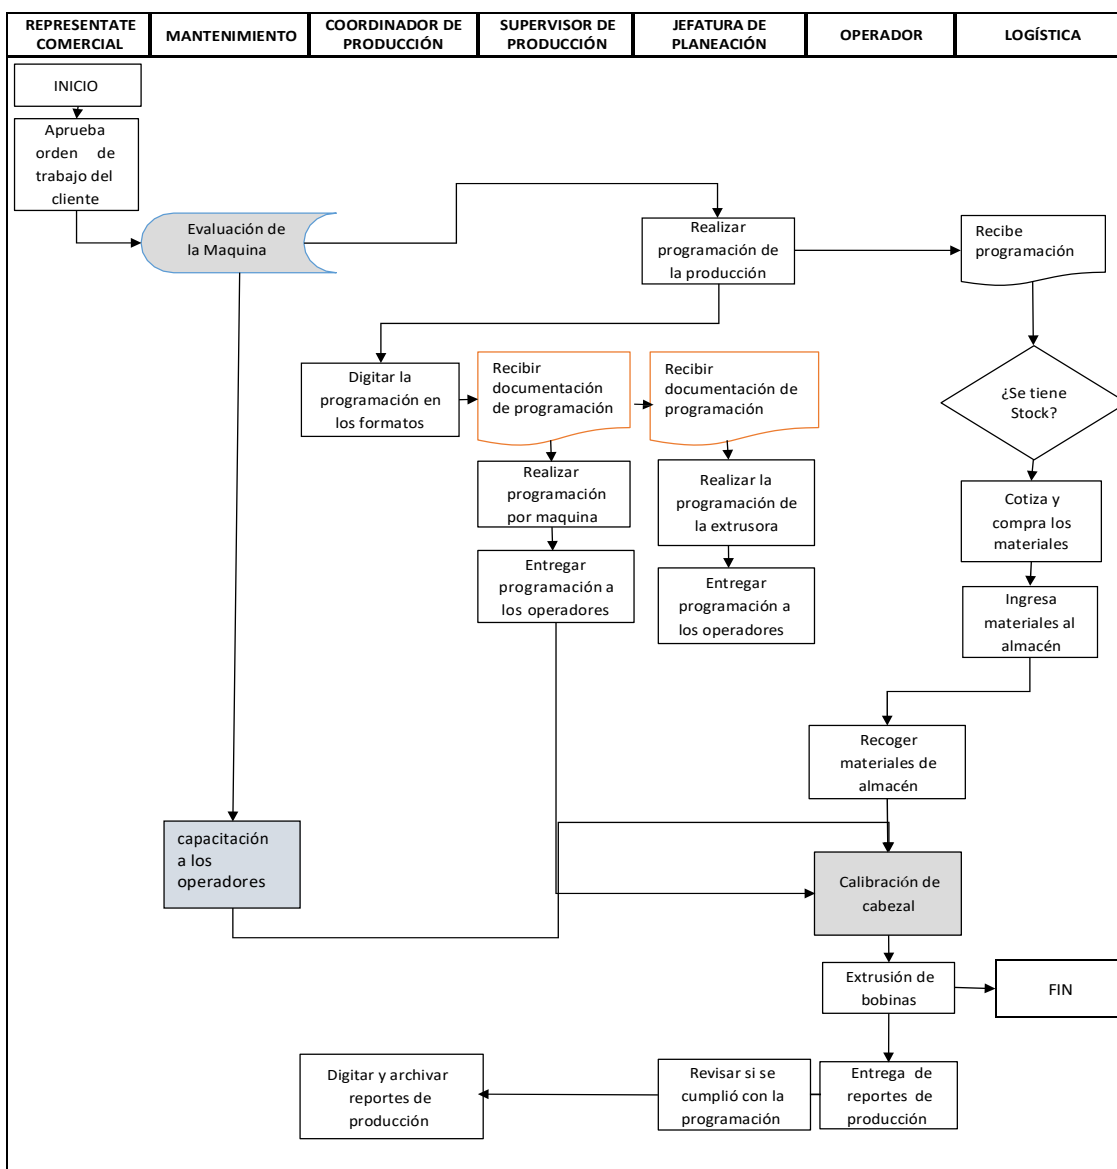 REPRESENTATE
COMERCIAL
MANTENIMIENTO
COORDINADOR DE
PRODUCCIÓN
SUPERVISOR DE
PRODUCCIÓN
JEFATURA DE
PLANEACIÓN
OPERADOR
LOGÍSTICA
INICIO
Aprueba
orden de
trabajo del
cliente
Evaluación de
la Maquina
Realizar
programación de
la producción
Recibe
programación
Digitar la
programación en
los formatos
Recibir
documentación
de programación
Recibir
documentación de
programación
¿Se tiene
Stock?
Realizar
programación
por maquina
Realizar la
programación de
la extrusora
Cotiza y
compra los
materiales
Entregar
programación a
los operadores
Entregar
programación a
los operadores
Ingresa
materiales al
almacén
Recoger
materiales de
almacén
capacitación
a los
operadores
Calibración de
cabezal
Extrusión de
bobinas
FIN
Digitar y archivar
reportes de
producción
Revisar si se
cumplió con la
programación
Entrega de
reportes de
producción